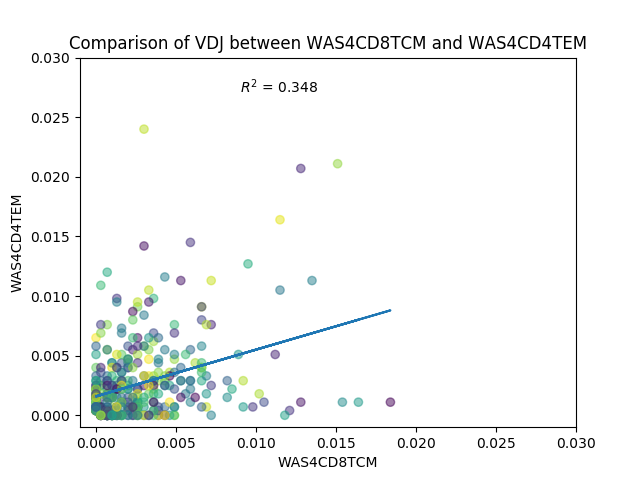 Comparison of VDJ between WAS4CD8TCM and WAS4CD4TEM
R² = 0.348
WAS4CD4TEM
0.030
0.025
0.020
0.015
0.010
0.005
0.000
0.000 0.005 0.010 0.015 0.020 0.025 0.030
WAS4CD8TCM